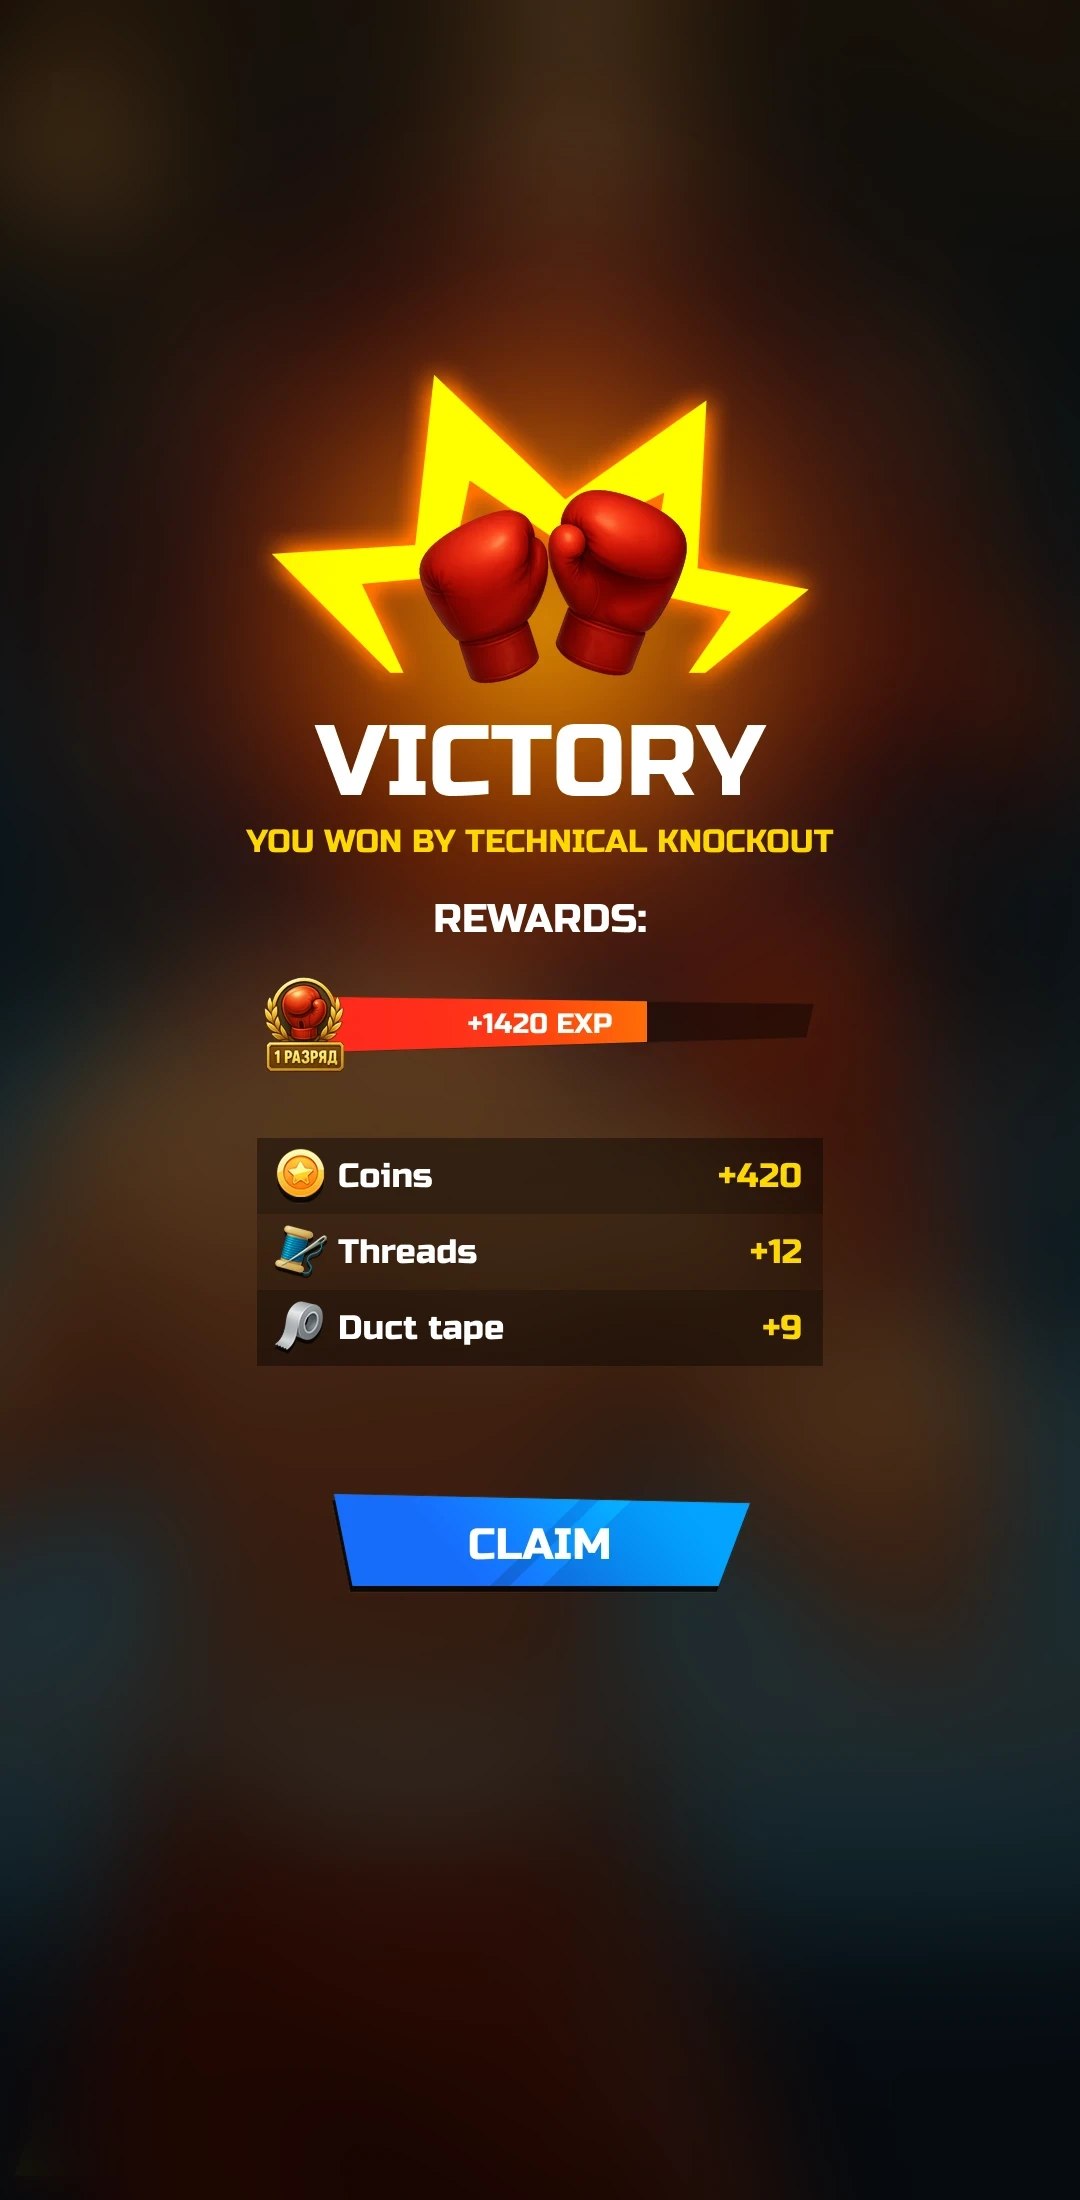 VICTORY
YOU WON BY TECHNICAL KNOCKOUT
REWARDS:
+1420 EXP
1 РАЗРЯД
Coins +420
Threads +12
Duct tape +9
CLAIM